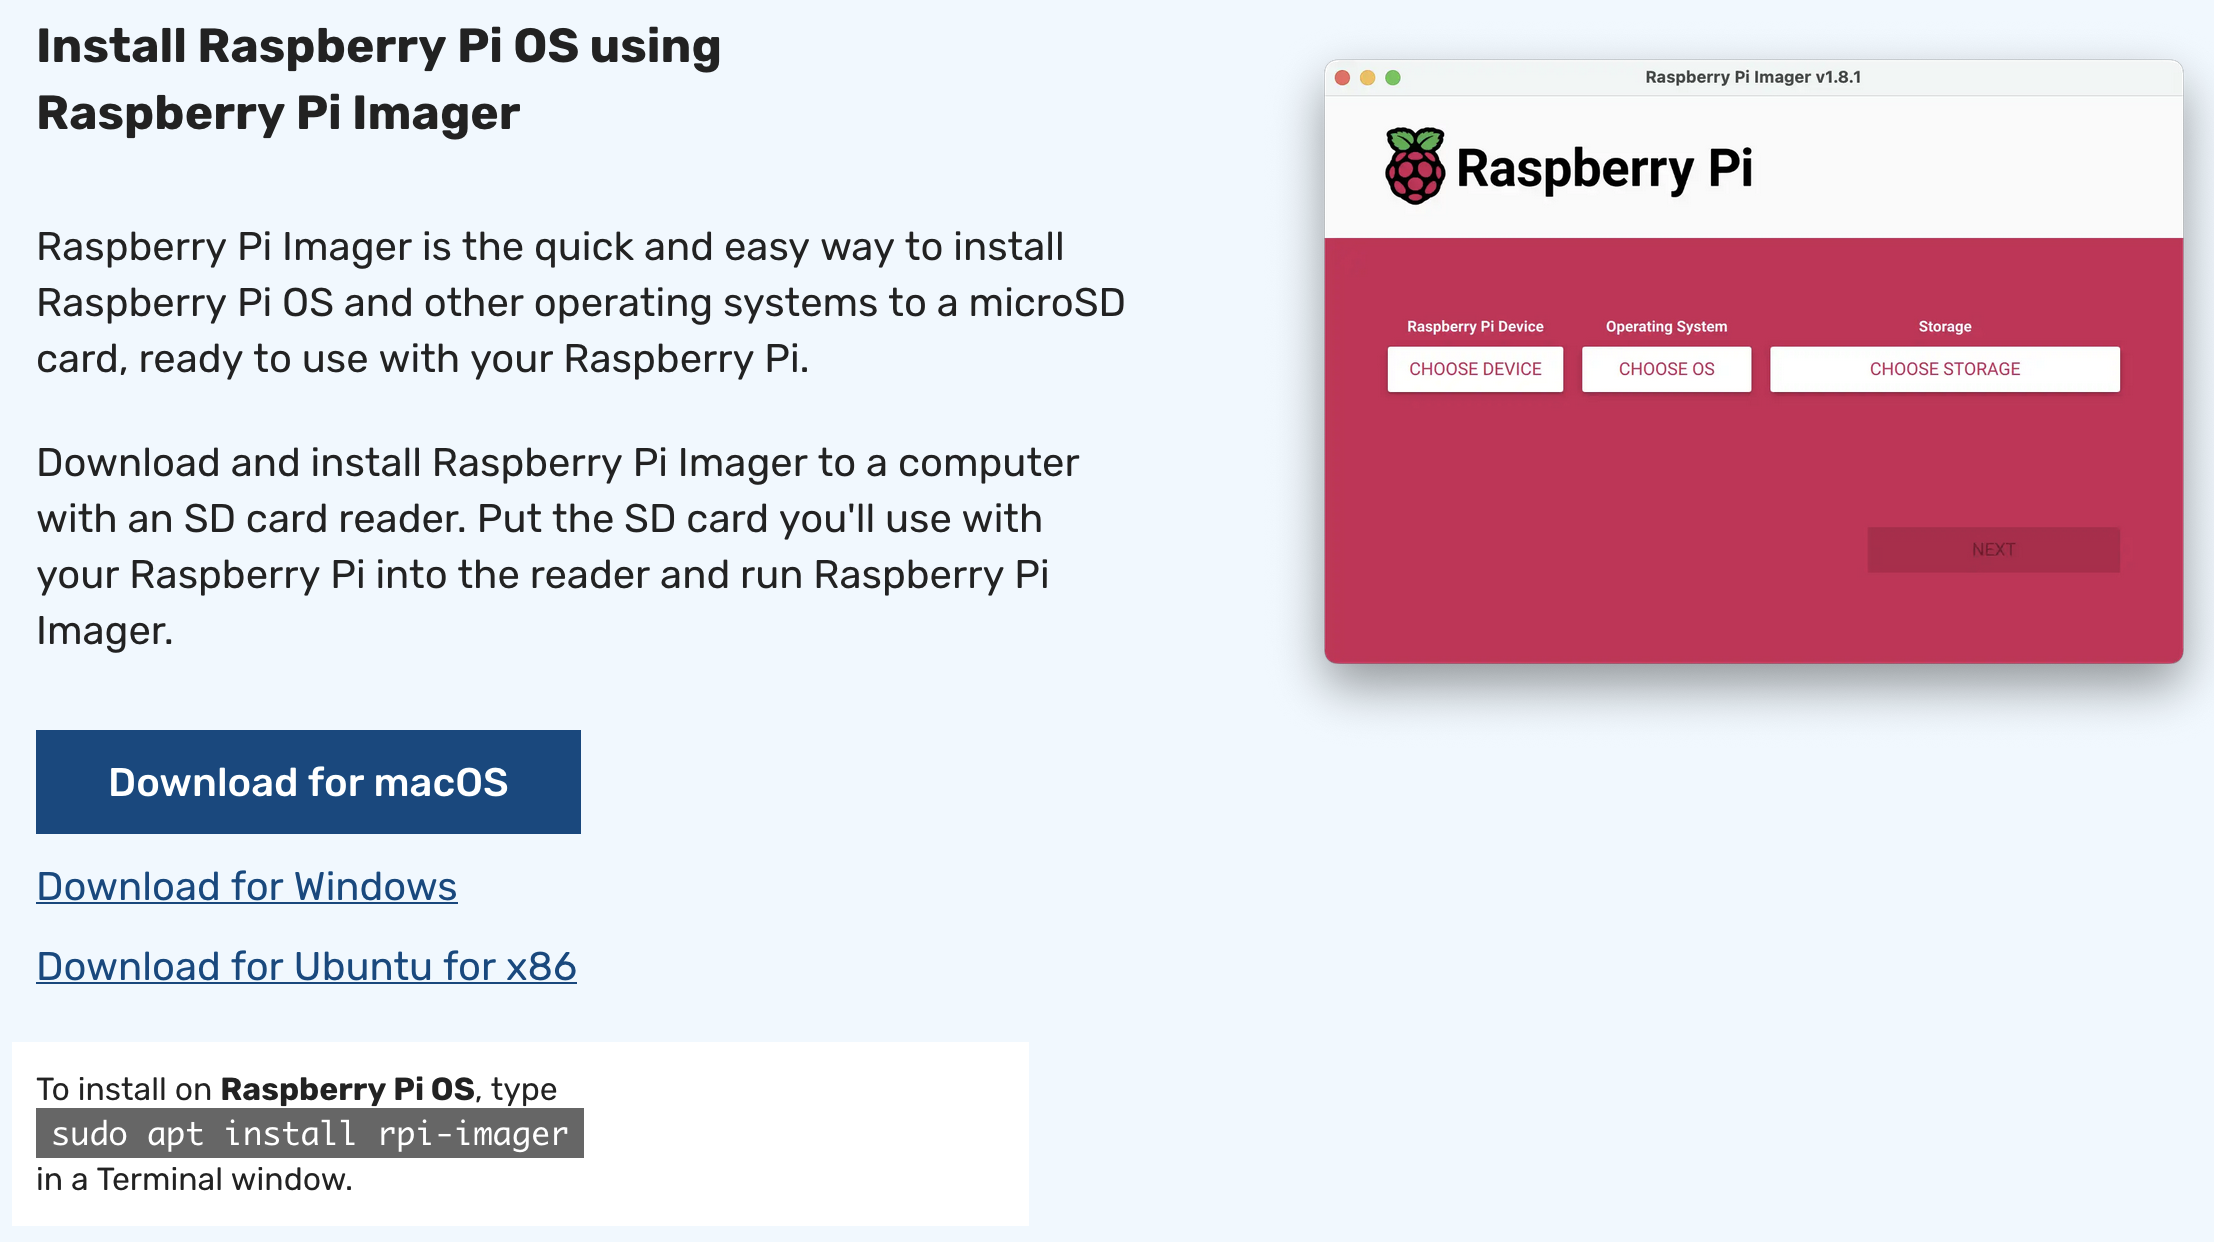 Install Raspberry Pi OS using
Raspberry Pi Imager
Raspberry Pi Imager is the quick and easy way to install
Raspberry Pi OS and other operating systems to a microSD
card, ready to use with your Raspberry Pi.
Download and install Raspberry Pi Imager to a computer
with an SD card reader. Put the SD card you'll use with
your Raspberry Pi into the reader and run Raspberry Pi
Imager.
Download for macOS
Download for Windows
Download for Ubuntu for x86
To install on Raspberry Pi OS, type
sudo apt install rpi-imager
in a Terminal window.
Raspberry Pi Imager v1.8.1
Raspberry Pi
Raspberry Pi Device Operating System Storage
CHOOSE DEVICE CHOOSE OS CHOOSE STORAGE
NEXT